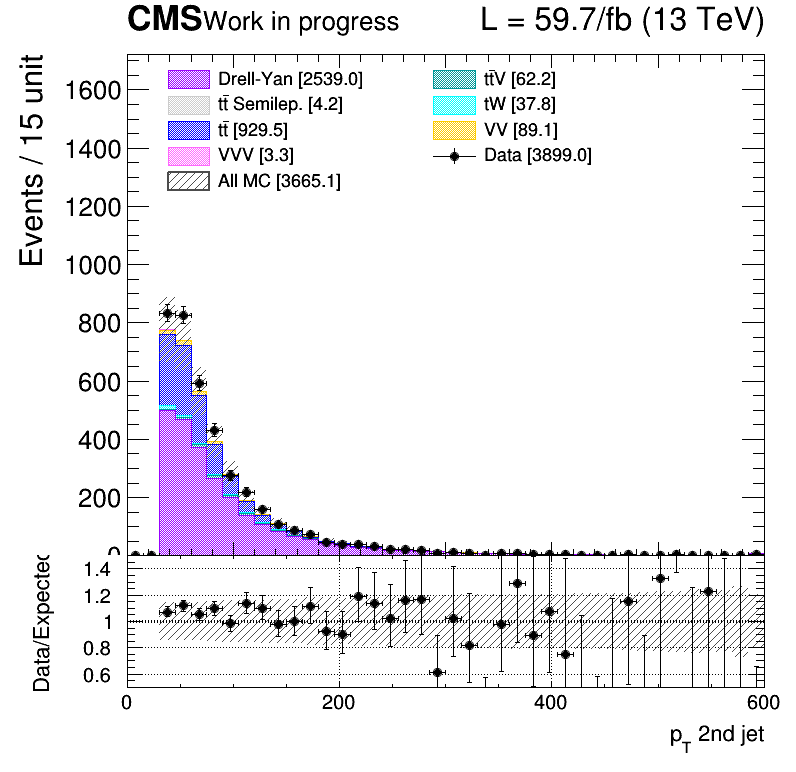 CMS Work in progress L = 59.7/fb (13 TeV)
Events / 15 unit
1600
1400
1200
1000
800
600
400
200
0
Drell-Yan [2539.0]
tt̄ Semilep. [4.2]
tt̄ [929.5]
VVV [3.3]
All MC [3665.1]
tt̄V [62.2]
tW [37.8]
VV [89.1]
Data [3899.0]
Data/Expected
1.4
1.2
1
0.8
0.6
0 200 400 600
p_T 2nd jet